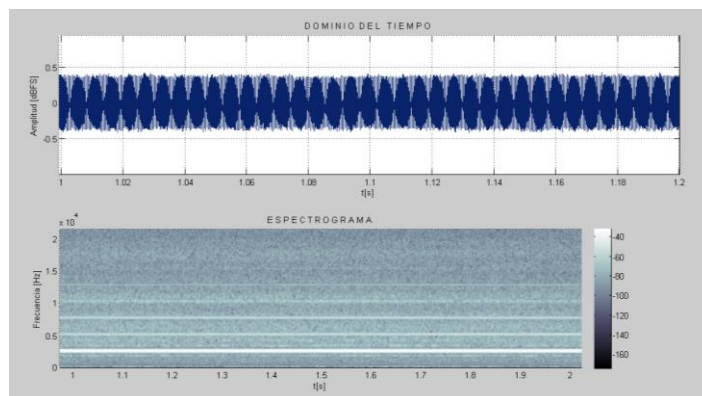 DOMINIO DEL TIEMPO
Amplitud [dBFS]
0.5
0
-0.5
1 1.02 1.04 1.06 1.08 1.1 1.12 1.14 1.16 1.18 1.2
t[s]
ESPECTROGRAMA
x 10^4
Frecuencia [Hz]
2
1.5
1
0.5
0
1 1.1 1.2 1.3 1.4 1.5 1.6 1.7 1.8 1.9 2
t[s]
-40
-60
-80
-100
-120
-140
-160